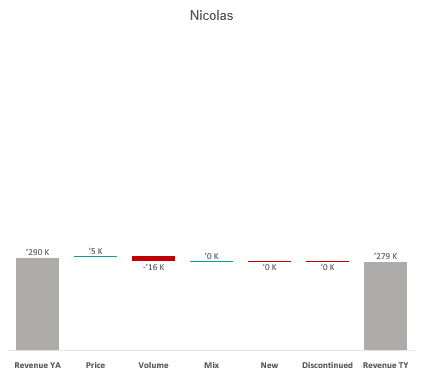 Nicolas
‘290 K
‘5 K
-‘16 K
‘0 K
‘0 K
‘0 K
‘279 K
Revenue YA Price Volume Mix New Discontinued Revenue TY